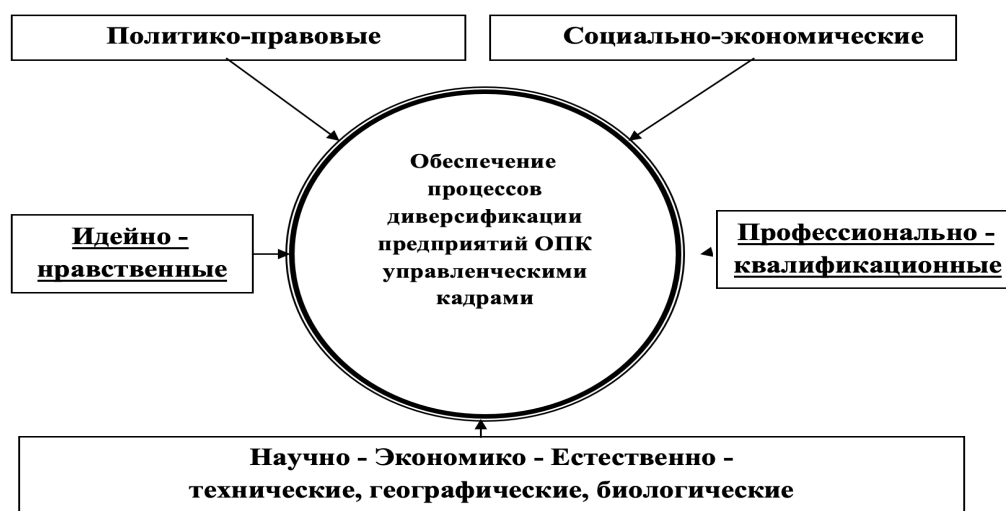 Политико-правовые
Социально-экономические
Обеспечение
процессов
диверсификации
предприятий ОПК
управленческими
кадрами
Идейно -
нравственные
Профессионально -
квалификационные
Научно - Экономико - Естественно -
технические, географические, биологические